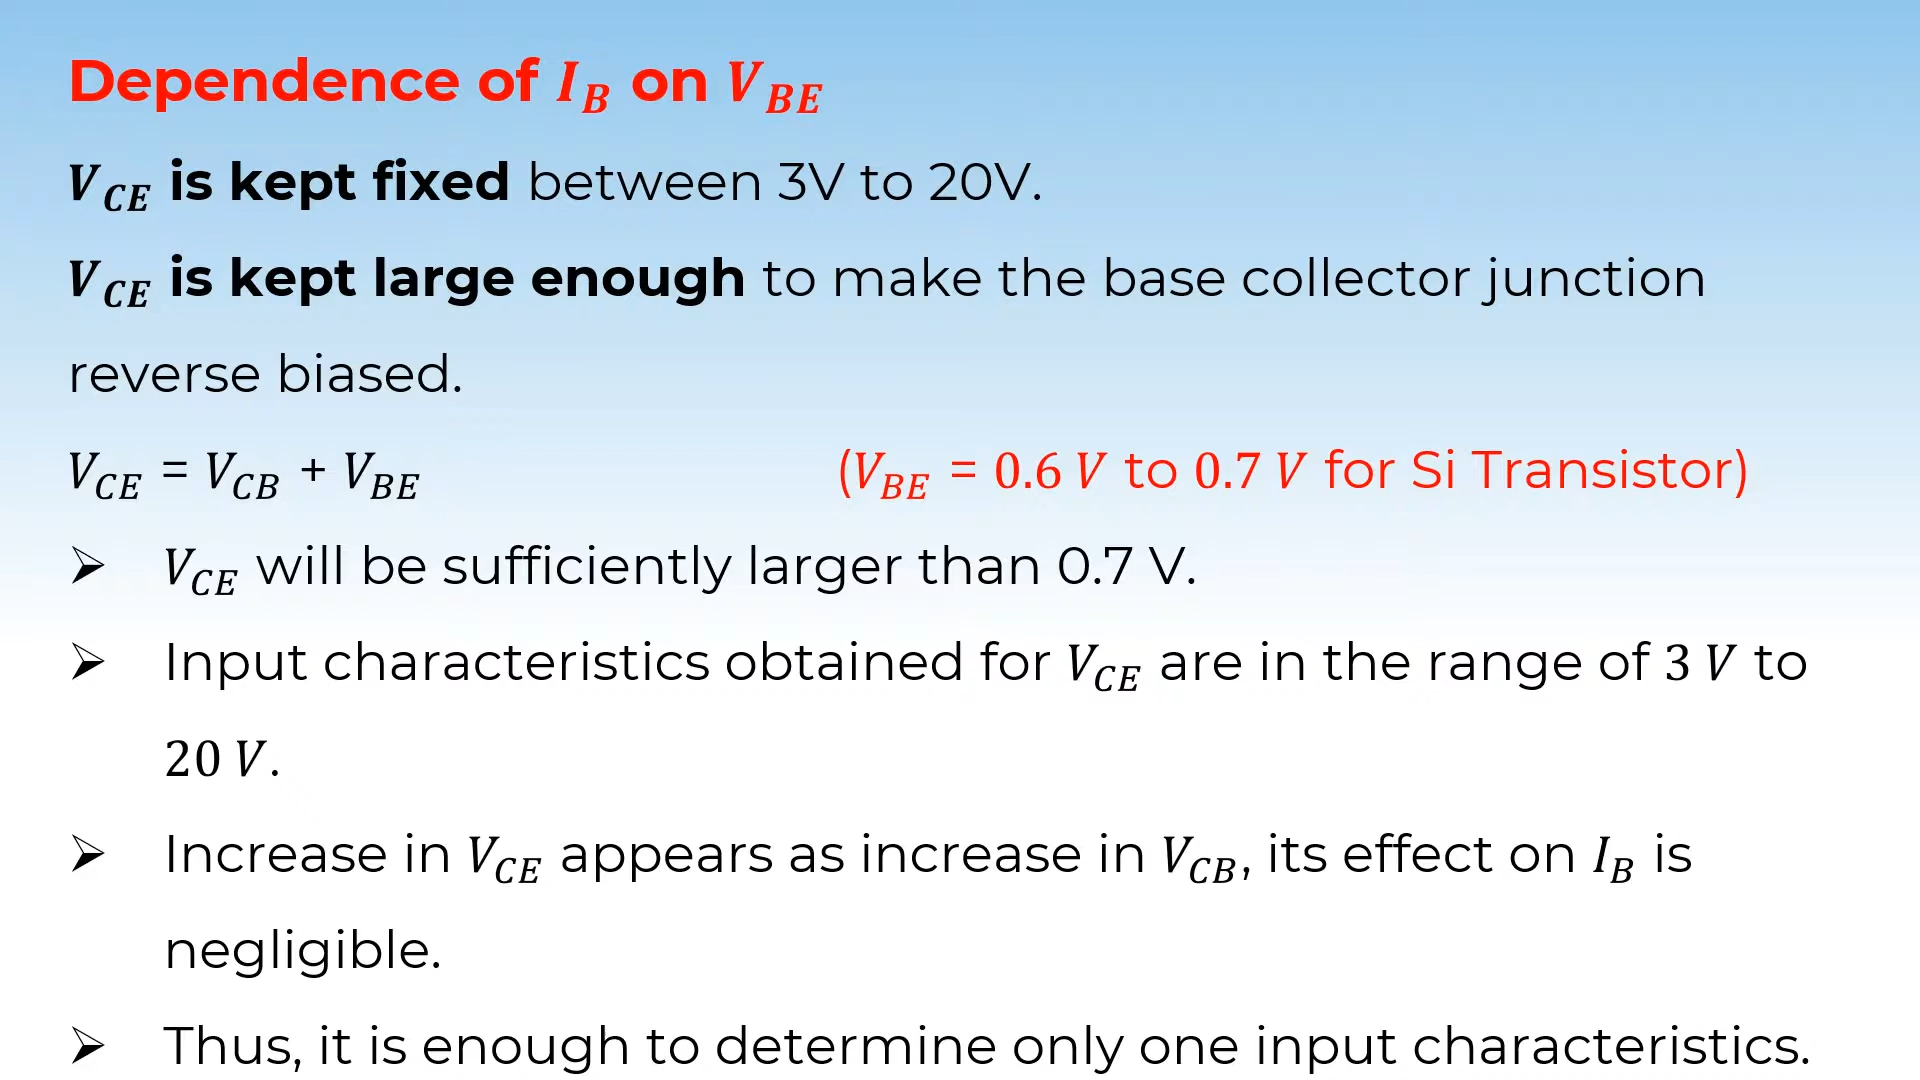 Dependence of I_B on V_BE
V_CE is kept fixed between 3V to 20V.
V_CE is kept large enough to make the base collector junction
reverse biased.
V_CE = V_CB + V_BE (V_BE = 0.6 V to 0.7 V for Si Transistor)
➢ V_CE will be sufficiently larger than 0.7 V.
➢ Input characteristics obtained for V_CE are in the range of 3 V to
20 V.
➢ Increase in V_CE appears as increase in V_CB, its effect on I_B is
negligible.
➢ Thus, it is enough to determine only one input characteristics.